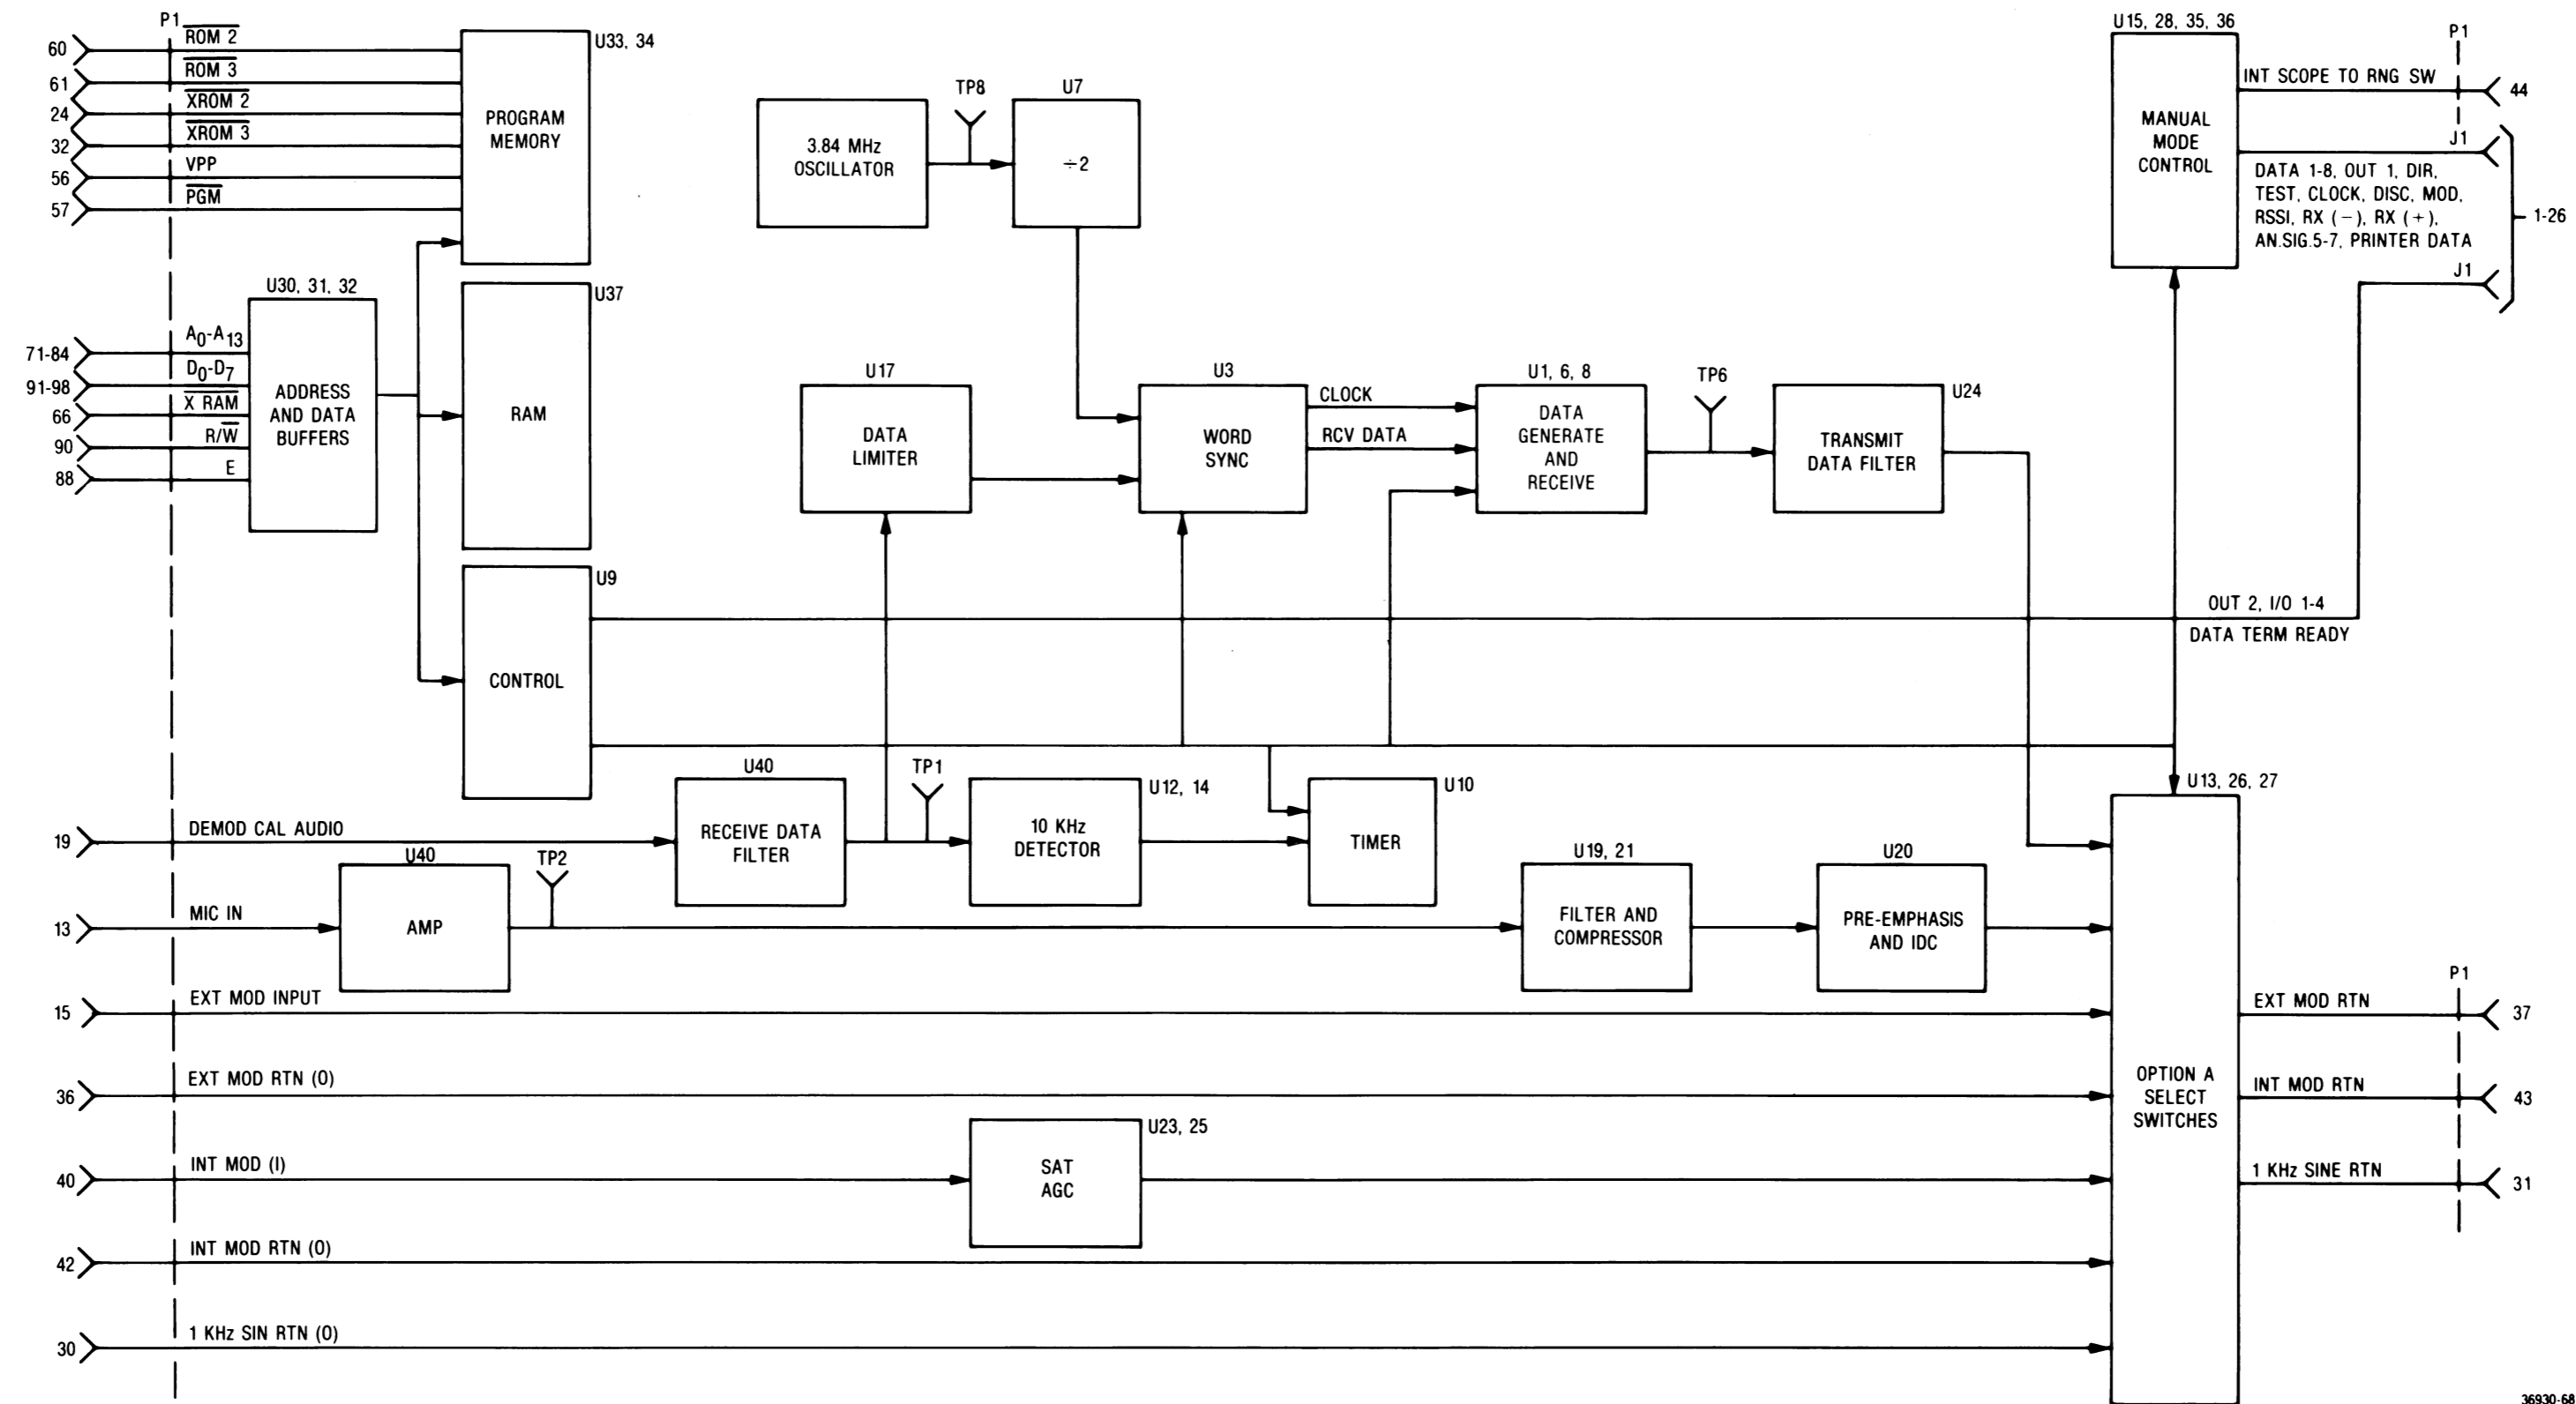 P1
60
ROM 2
61
ROM 3
24
XROM 2
32
XROM 3
56
VPP
57
PGM
PROGRAM
MEMORY
U33, 34
U30, 31, 32
71-84
A0-A13
91-98
D0-D7
66
X RAM
90
R/W
88
E
ADDRESS
AND DATA
BUFFERS
U37
RAM
U9
CONTROL
3.84 MHz
OSCILLATOR
TP8
U7
÷2
U17
DATA
LIMITER
U3
WORD
SYNC
CLOCK
RCV DATA
U1, 6, 8
DATA
GENERATE
AND
RECEIVE
TP6
U24
TRANSMIT
DATA FILTER
U15, 28, 35, 36
MANUAL
MODE
CONTROL
P1
INT SCOPE TO RNG SW
44
J1
DATA 1-8, OUT 1, DIR,
TEST, CLOCK, DISC, MOD,
RSSI, RX (−), RX (+),
AN.SIG.5-7, PRINTER DATA
1-26
J1
OUT 2, I/O 1-4
DATA TERM READY
19
DEMOD CAL AUDIO
U40
RECEIVE DATA
FILTER
TP1
U12, 14
10 KHz
DETECTOR
U10
TIMER
13
MIC IN
U40
AMP
TP2
U19, 21
FILTER AND
COMPRESSOR
U20
PRE-EMPHASIS
AND IDC
U13, 26, 27
OPTION A
SELECT
SWITCHES
15
EXT MOD INPUT
36
EXT MOD RTN (0)
40
INT MOD (I)
U23, 25
SAT
AGC
42
INT MOD RTN (0)
30
1 KHz SIN RTN (0)
P1
EXT MOD RTN
37
INT MOD RTN
43
1 KHz SINE RTN
31
36930-68